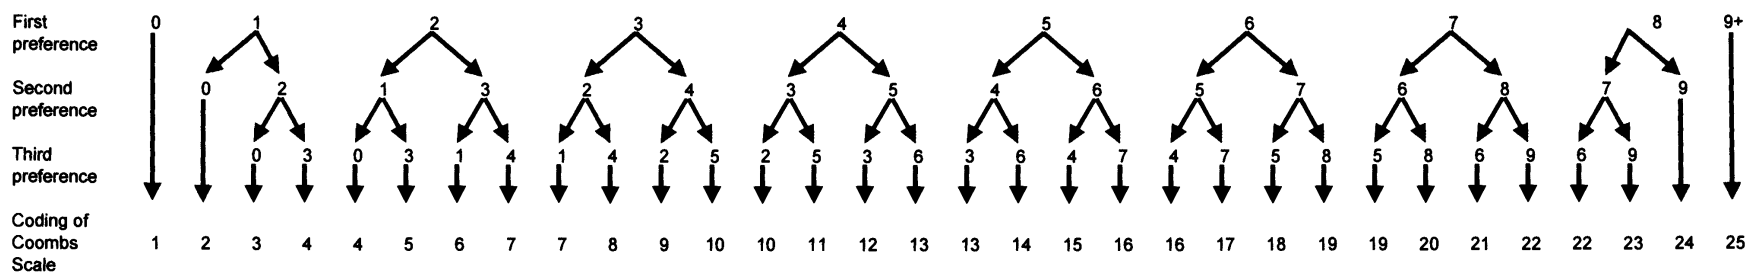 First 0 1 2 3 4 5 6 7 8 9+
preference
Second 0 2 1 3 2 4 3 5 4 6 5 7 6 8 7 9
preference
Third 0 3 0 3 1 4 1 4 2 5 2 5 3 6 3 6 4 7 4 7 5 8 5 8 6 9 6 9
preference
Coding of
Coombs 1 2 3 4 4 5 6 7 7 8 9 10 10 11 12 13 13 14 15 16 16 17 18 19 19 20 21 22 22 23 24 25
Scale